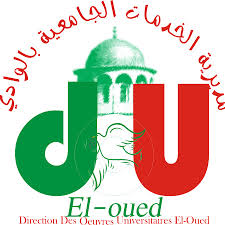 مديرية الخدمات الجامعية بالوادي
du
El-oued
Direction Des Oeuvres Universitaires El-Oued